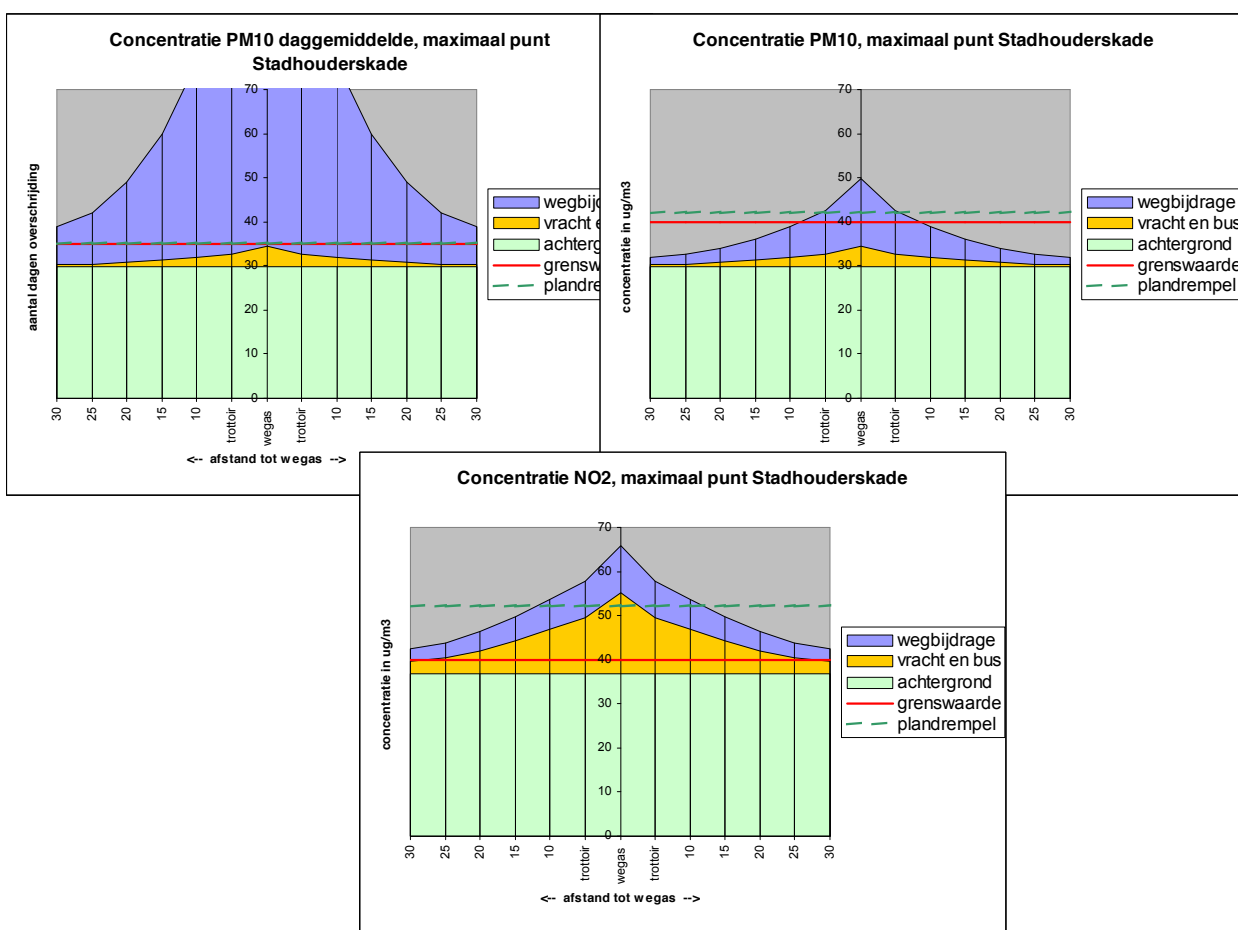 Concentratie PM10 daggemiddelde, maximaal punt
Stadhouderskade
70
60
50
40
30
20
10
0
aantal dagen overschrijding
30
25
20
15
10
trottoir
wegas
trottoir
10
15
20
25
30
<-- afstand tot wegas -->
wegbijd
vracht e
achtergrond
grensw
plandre
Concentratie PM10, maximaal punt Stadhouderskade
70
60
50
40
30
20
10
0
concentratie in ug/m3
30
25
20
15
10
trottoir
wegas
trottoir
10
15
20
25
30
wegbijdrage
vracht en bus
achtergrond
grenswaarde
plandrempel
Concentratie NO2, maximaal punt Stadhouderskade
70
60
50
40
30
20
10
0
concentratie in ug/m3
30
25
20
15
10
trottoir
wegas
trottoir
10
15
20
25
30
<-- afstand tot wegas -->
wegbijdrage
vracht en bus
achtergrond
grenswaarde
plandrempel